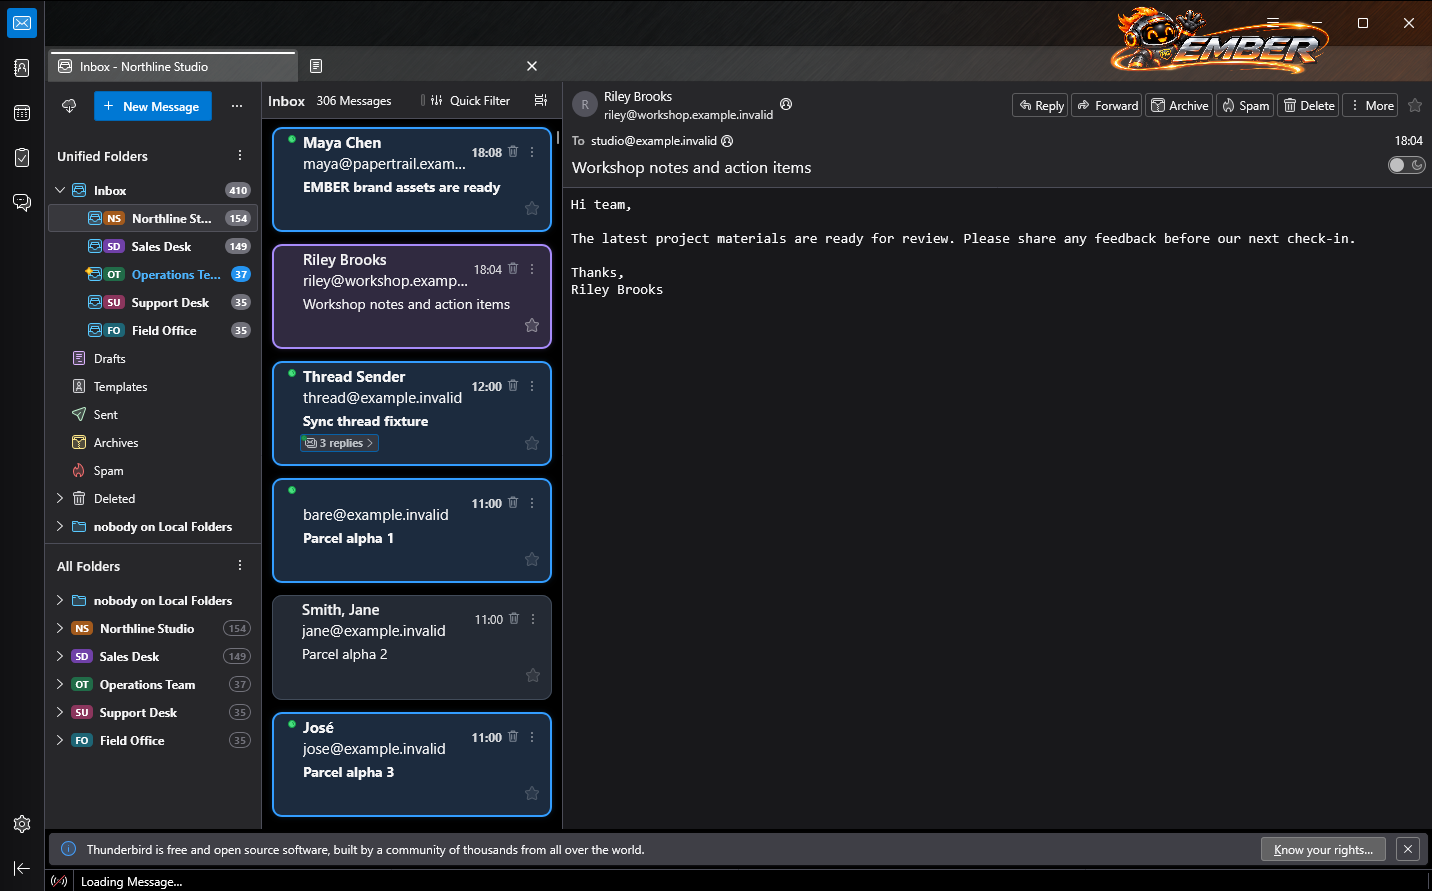 EMBER
Inbox - Northline Studio
New Message
Unified Folders
Inbox 410
NS Northline St... 154
SD Sales Desk 149
OT Operations Te... 37
SU Support Desk 35
FO Field Office 35
Drafts
Templates
Sent
Archives
Spam
Deleted
nobody on Local Folders
All Folders
nobody on Local Folders
NS Northline Studio 154
SD Sales Desk 149
OT Operations Team 37
SU Support Desk 35
FO Field Office 35
Inbox 306 Messages Quick Filter
Maya Chen
maya@papertrail.exam... 18:08
EMBER brand assets are ready
Riley Brooks
riley@workshop.examp... 18:04
Workshop notes and action items
Thread Sender
thread@example.invalid 12:00
Sync thread fixture
3 replies
bare@example.invalid 11:00
Parcel alpha 1
Smith, Jane
jane@example.invalid 11:00
Parcel alpha 2
José
jose@example.invalid 11:00
Parcel alpha 3
R
Riley Brooks
riley@workshop.example.invalid
Reply Forward Archive Spam Delete More
To studio@example.invalid 18:04
Workshop notes and action items
Hi team,
The latest project materials are ready for review. Please share any feedback before our next check-in.
Thanks,
Riley Brooks
Thunderbird is free and open source software, built by a community of thousands from all over the world.
Know your rights...
Loading Message...